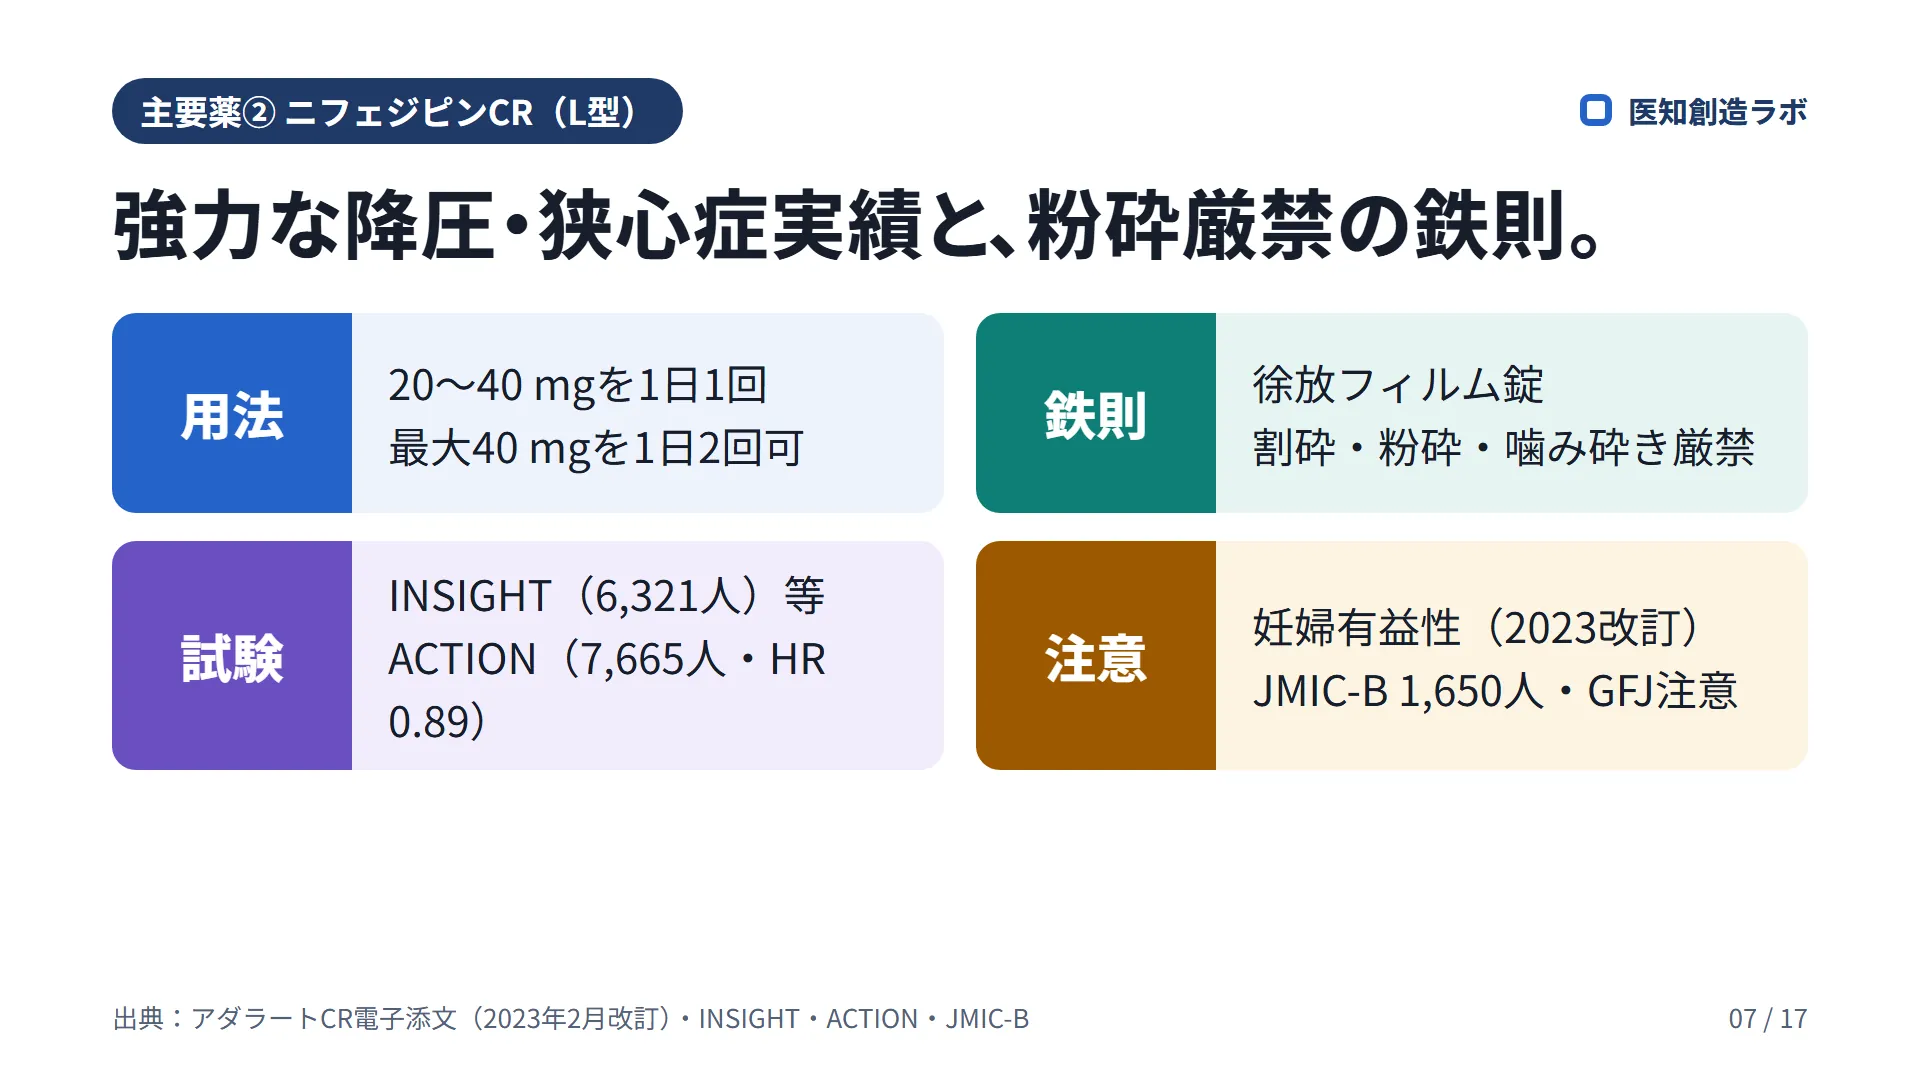 主要薬② ニフェジピンCR（L型）
医知創造ラボ
強力な降圧・狭心症実績と、粉砕厳禁の鉄則。
用法
20〜40 mgを1日1回
最大40 mgを1日2回可
鉄則
徐放フィルム錠
割砕・粉砕・噛み砕き厳禁
試験
INSIGHT（6,321人）等
ACTION（7,665人・HR
0.89）
注意
妊婦有益性（2023改訂）
JMIC-B 1,650人・GFJ注意
出典：アダラートCR電子添文（2023年2月改訂）・INSIGHT・ACTION・JMIC-B
07 / 17